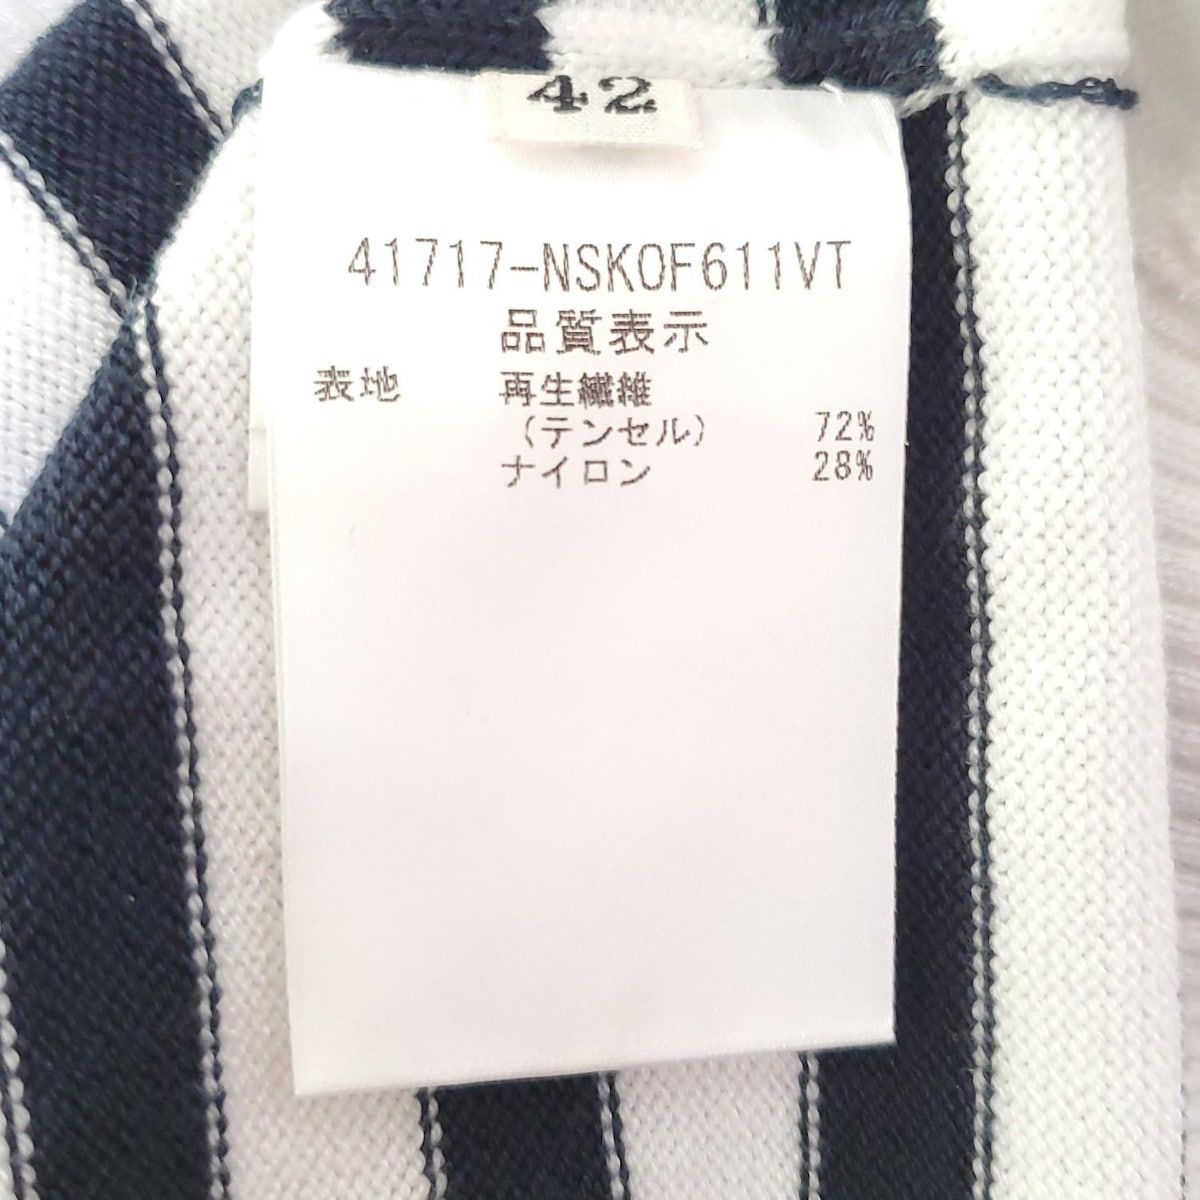 42
41717-NSKOF611VT
品質表示
表地 再生繊維
(テンセル) 72%
ナイロン 28%